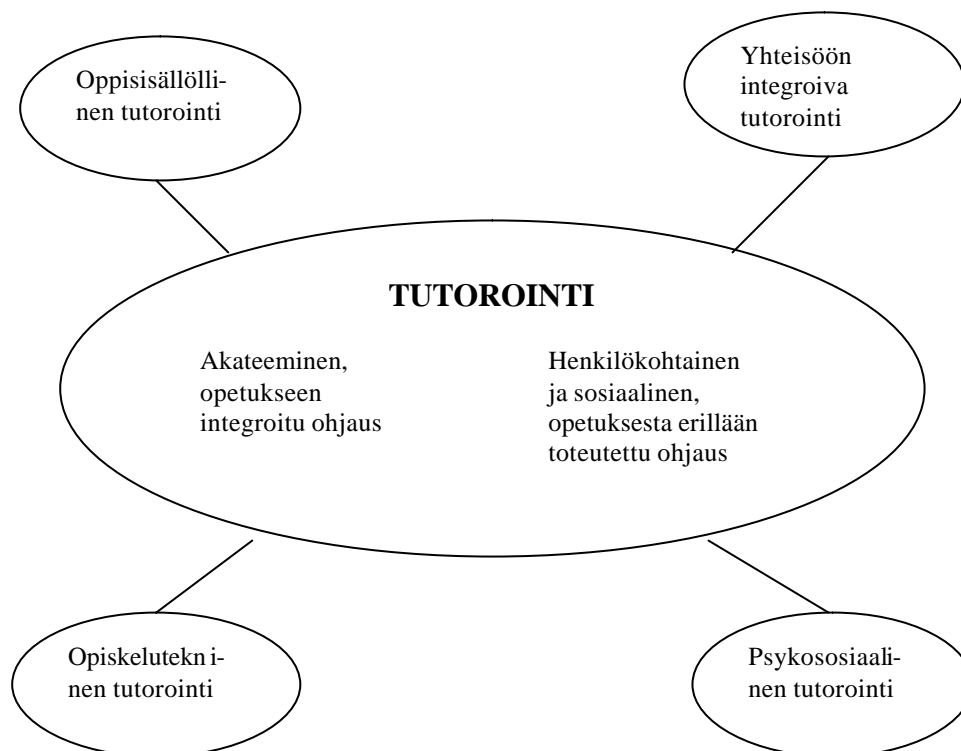 Oppisisällölli-
nen tutorointi
Yhteisöön
integroiva
tutorointi
TUTOROINTI
Akateeminen,
opetukseen
integroitu ohjaus
Henkilökohtainen
ja sosiaalinen,
opetuksesta erillään
toteutettu ohjaus
Opiskelutekn i-
nen tutorointi
Psykososiaali-
nen tutorointi